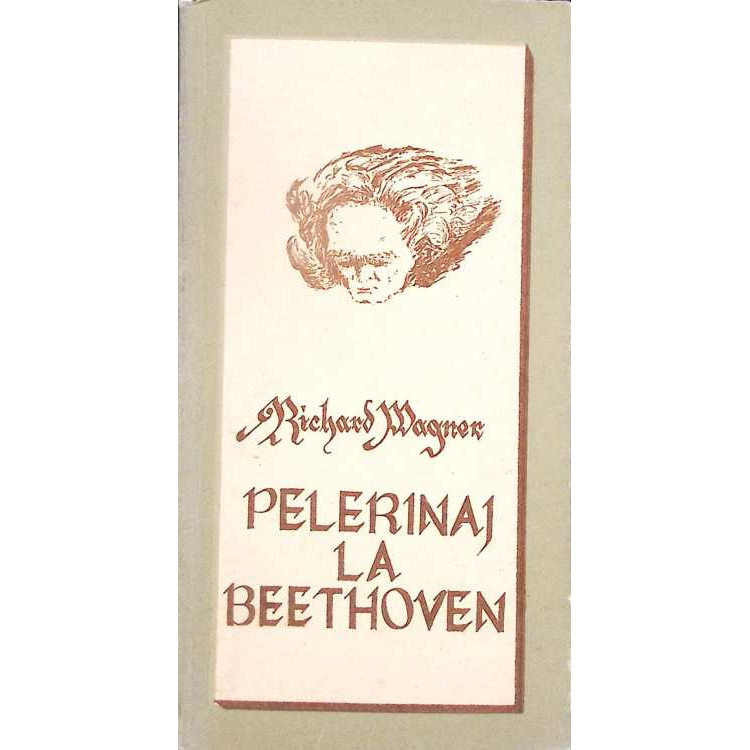 Richard Wagner
PELERINAJ
LA
BEETHOVEN